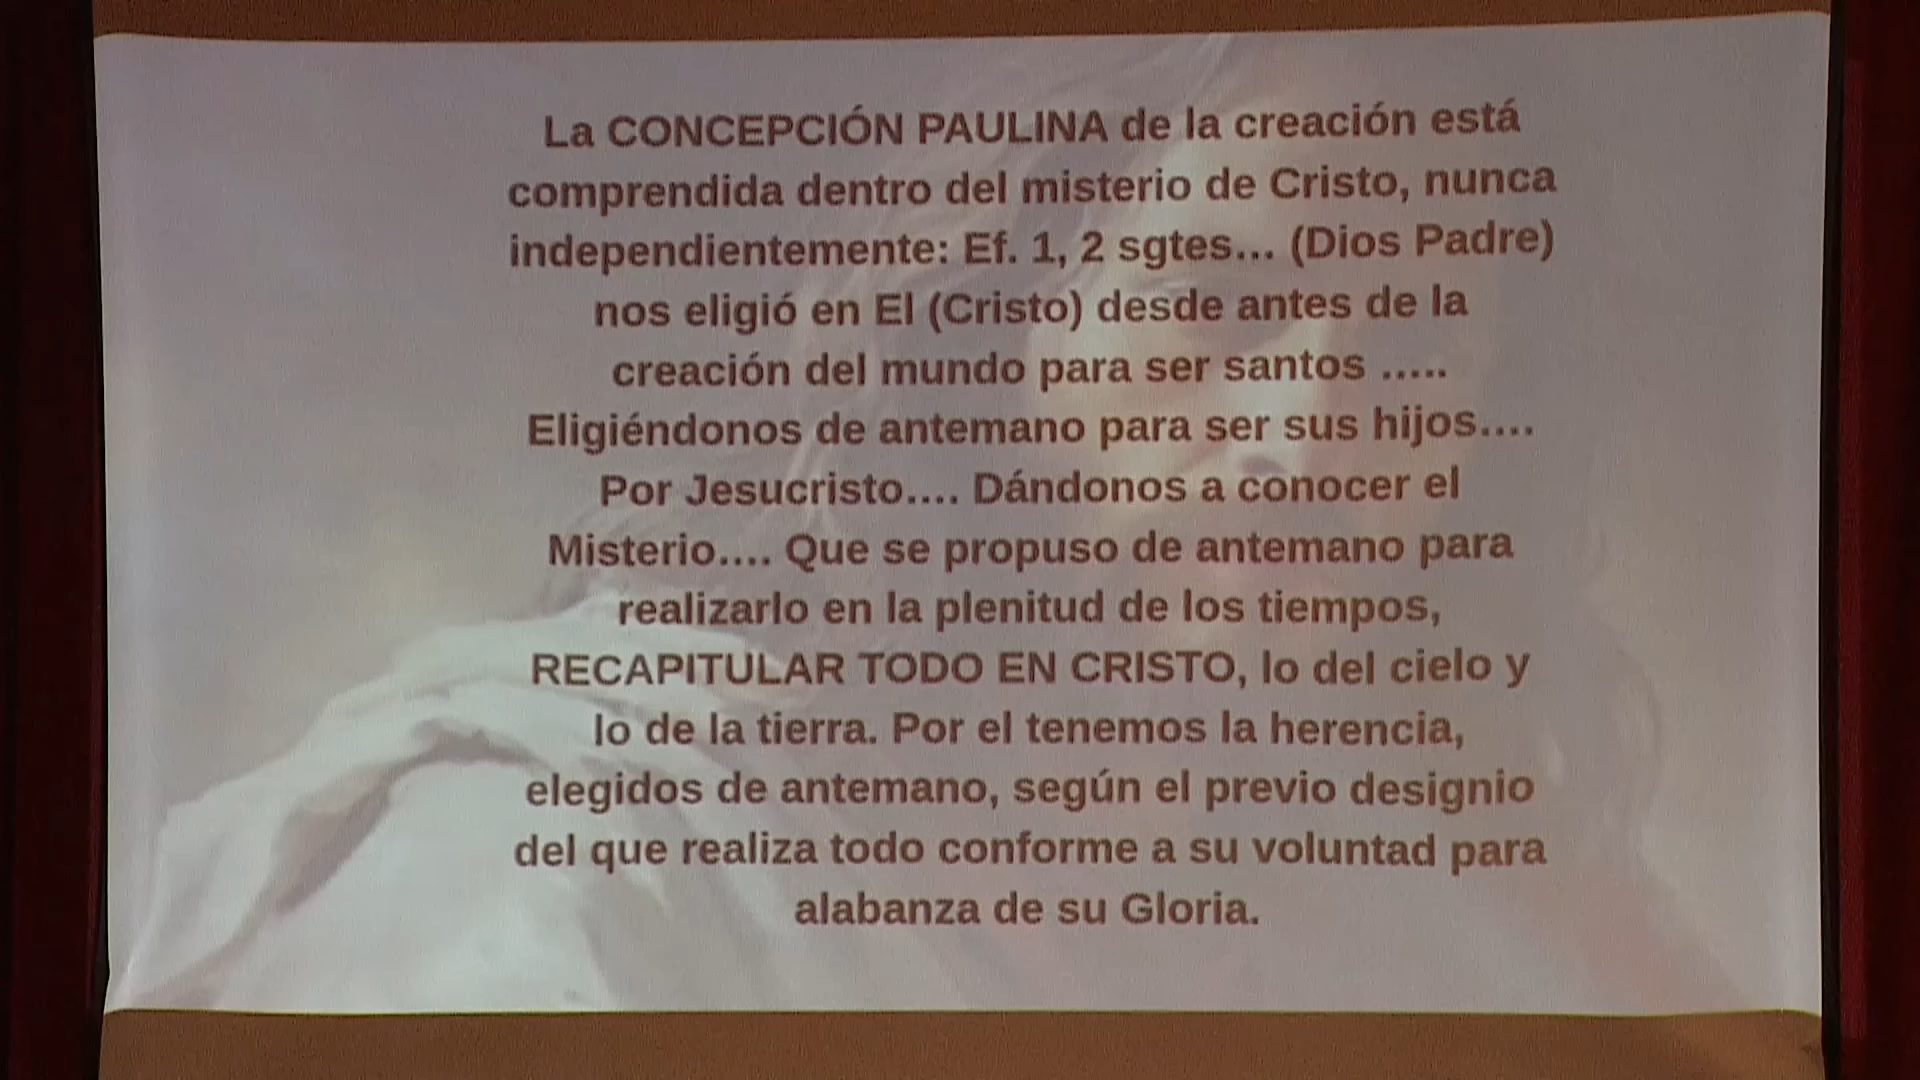 La CONCEPCIÓN PAULINA de la creación está
comprendida dentro del misterio de Cristo, nunca
independientemente: Ef. 1, 2 sgtes... (Dios Padre)
nos eligió en El (Cristo) desde antes de la
creación del mundo para ser santos .....
Eligiéndonos de antemano para ser sus hijos....
Por Jesucristo.... Dándonos a conocer el
Misterio.... Que se propuso de antemano para
realizarlo en la plenitud de los tiempos,
RECAPITULAR TODO EN CRISTO, lo del cielo y
lo de la tierra. Por el tenemos la herencia,
elegidos de antemano, según el previo designio
del que realiza todo conforme a su voluntad para
alabanza de su Gloria.